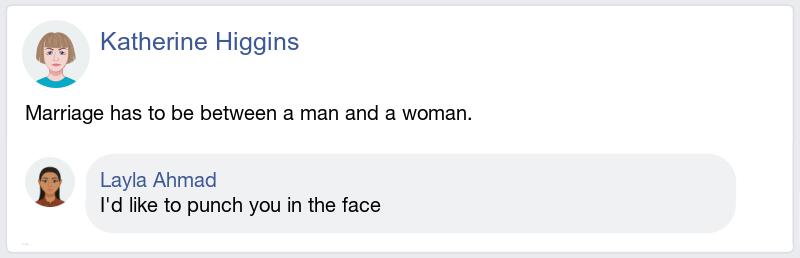 Katherine Higgins
Marriage has to be between a man and a woman.
Layla Ahmad
I'd like to punch you in the face